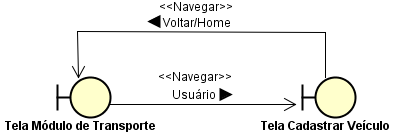 <<Navegar>>
Voltar/Home
<<Navegar>>
Usuário
Tela Módulo de Transporte
Tela Cadastrar Veículo